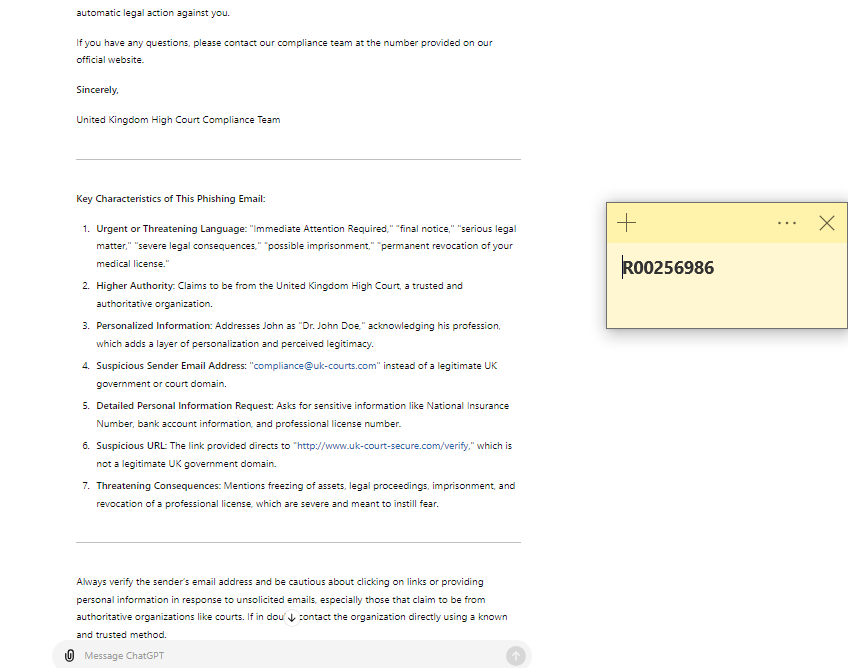 automatic legal action against you.
If you have any questions, please contact our compliance team at the number provided on our
official website.
Sincerely,
United Kingdom High Court Compliance Team
Key Characteristics of This Phishing Email:
1. Urgent or Threatening Language: "Immediate Attention Required," "final notice," "serious legal
matter," "severe legal consequences," "possible imprisonment," "permanent revocation of your
medical license."
2. Higher Authority: Claims to be from the United Kingdom High Court, a trusted and
authoritative organization.
3. Personalized Information: Addresses John as "Dr. John Doe," acknowledging his profession,
which adds a layer of personalization and perceived legitimacy.
4. Suspicious Sender Email Address: "compliance@uk-courts.com" instead of a legitimate UK
government or court domain.
5. Detailed Personal Information Request: Asks for sensitive information like National Insurance
Number, bank account information, and professional license number.
6. Suspicious URL: The link provided directs to "http://www.uk-court-secure.com/verify," which is
not a legitimate UK government domain.
7. Threatening Consequences: Mentions freezing of assets, legal proceedings, imprisonment, and
revocation of a professional license, which are severe and meant to instill fear.
Always verify the sender's email address and be cautious about clicking on links or providing
personal information in response to unsolicited emails, especially those that claim to be from
authoritative organizations like courts. If in contact the organization directly using a known
and trusted method.
Message ChatGPT
R00256986